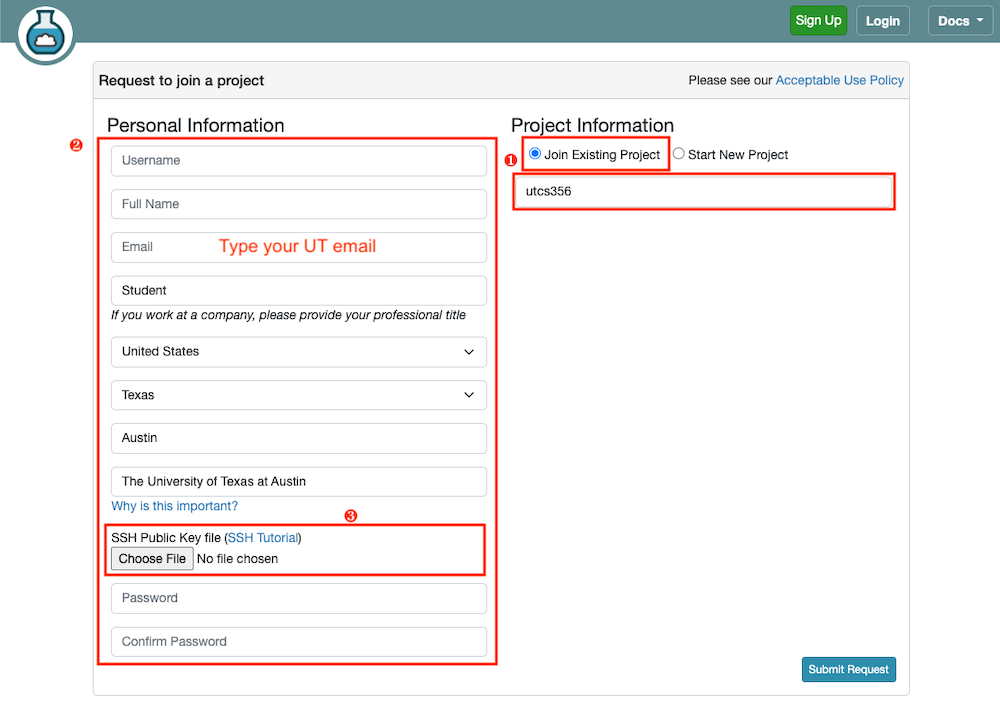 Sign Up
Login
Docs
Request to join a project
Please see our Acceptable Use Policy
Personal Information
2
Username
Full Name
Email
Type your UT email
Student
If you work at a company, please provide your professional title
United States
Texas
Austin
The University of Texas at Austin
Why is this important?
3
SSH Public Key file (SSH Tutorial)
Choose File No file chosen
Password
Confirm Password
Project Information
1
Join Existing Project
Start New Project
utcs356
Submit Request